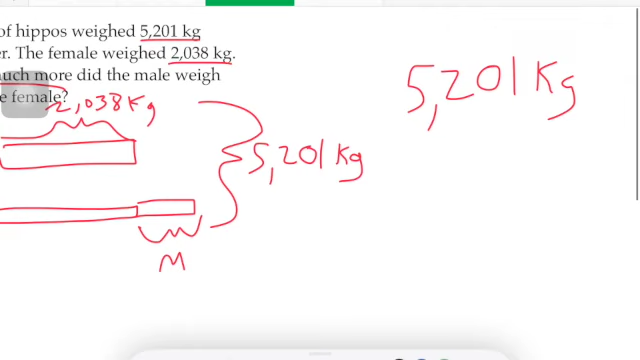 of hippos weighed 5,201 kg
er. The female weighed 2,038 kg.
much more did the male weigh
e female?
2,038 Kg
5,201 Kg
5,201 Kg
M